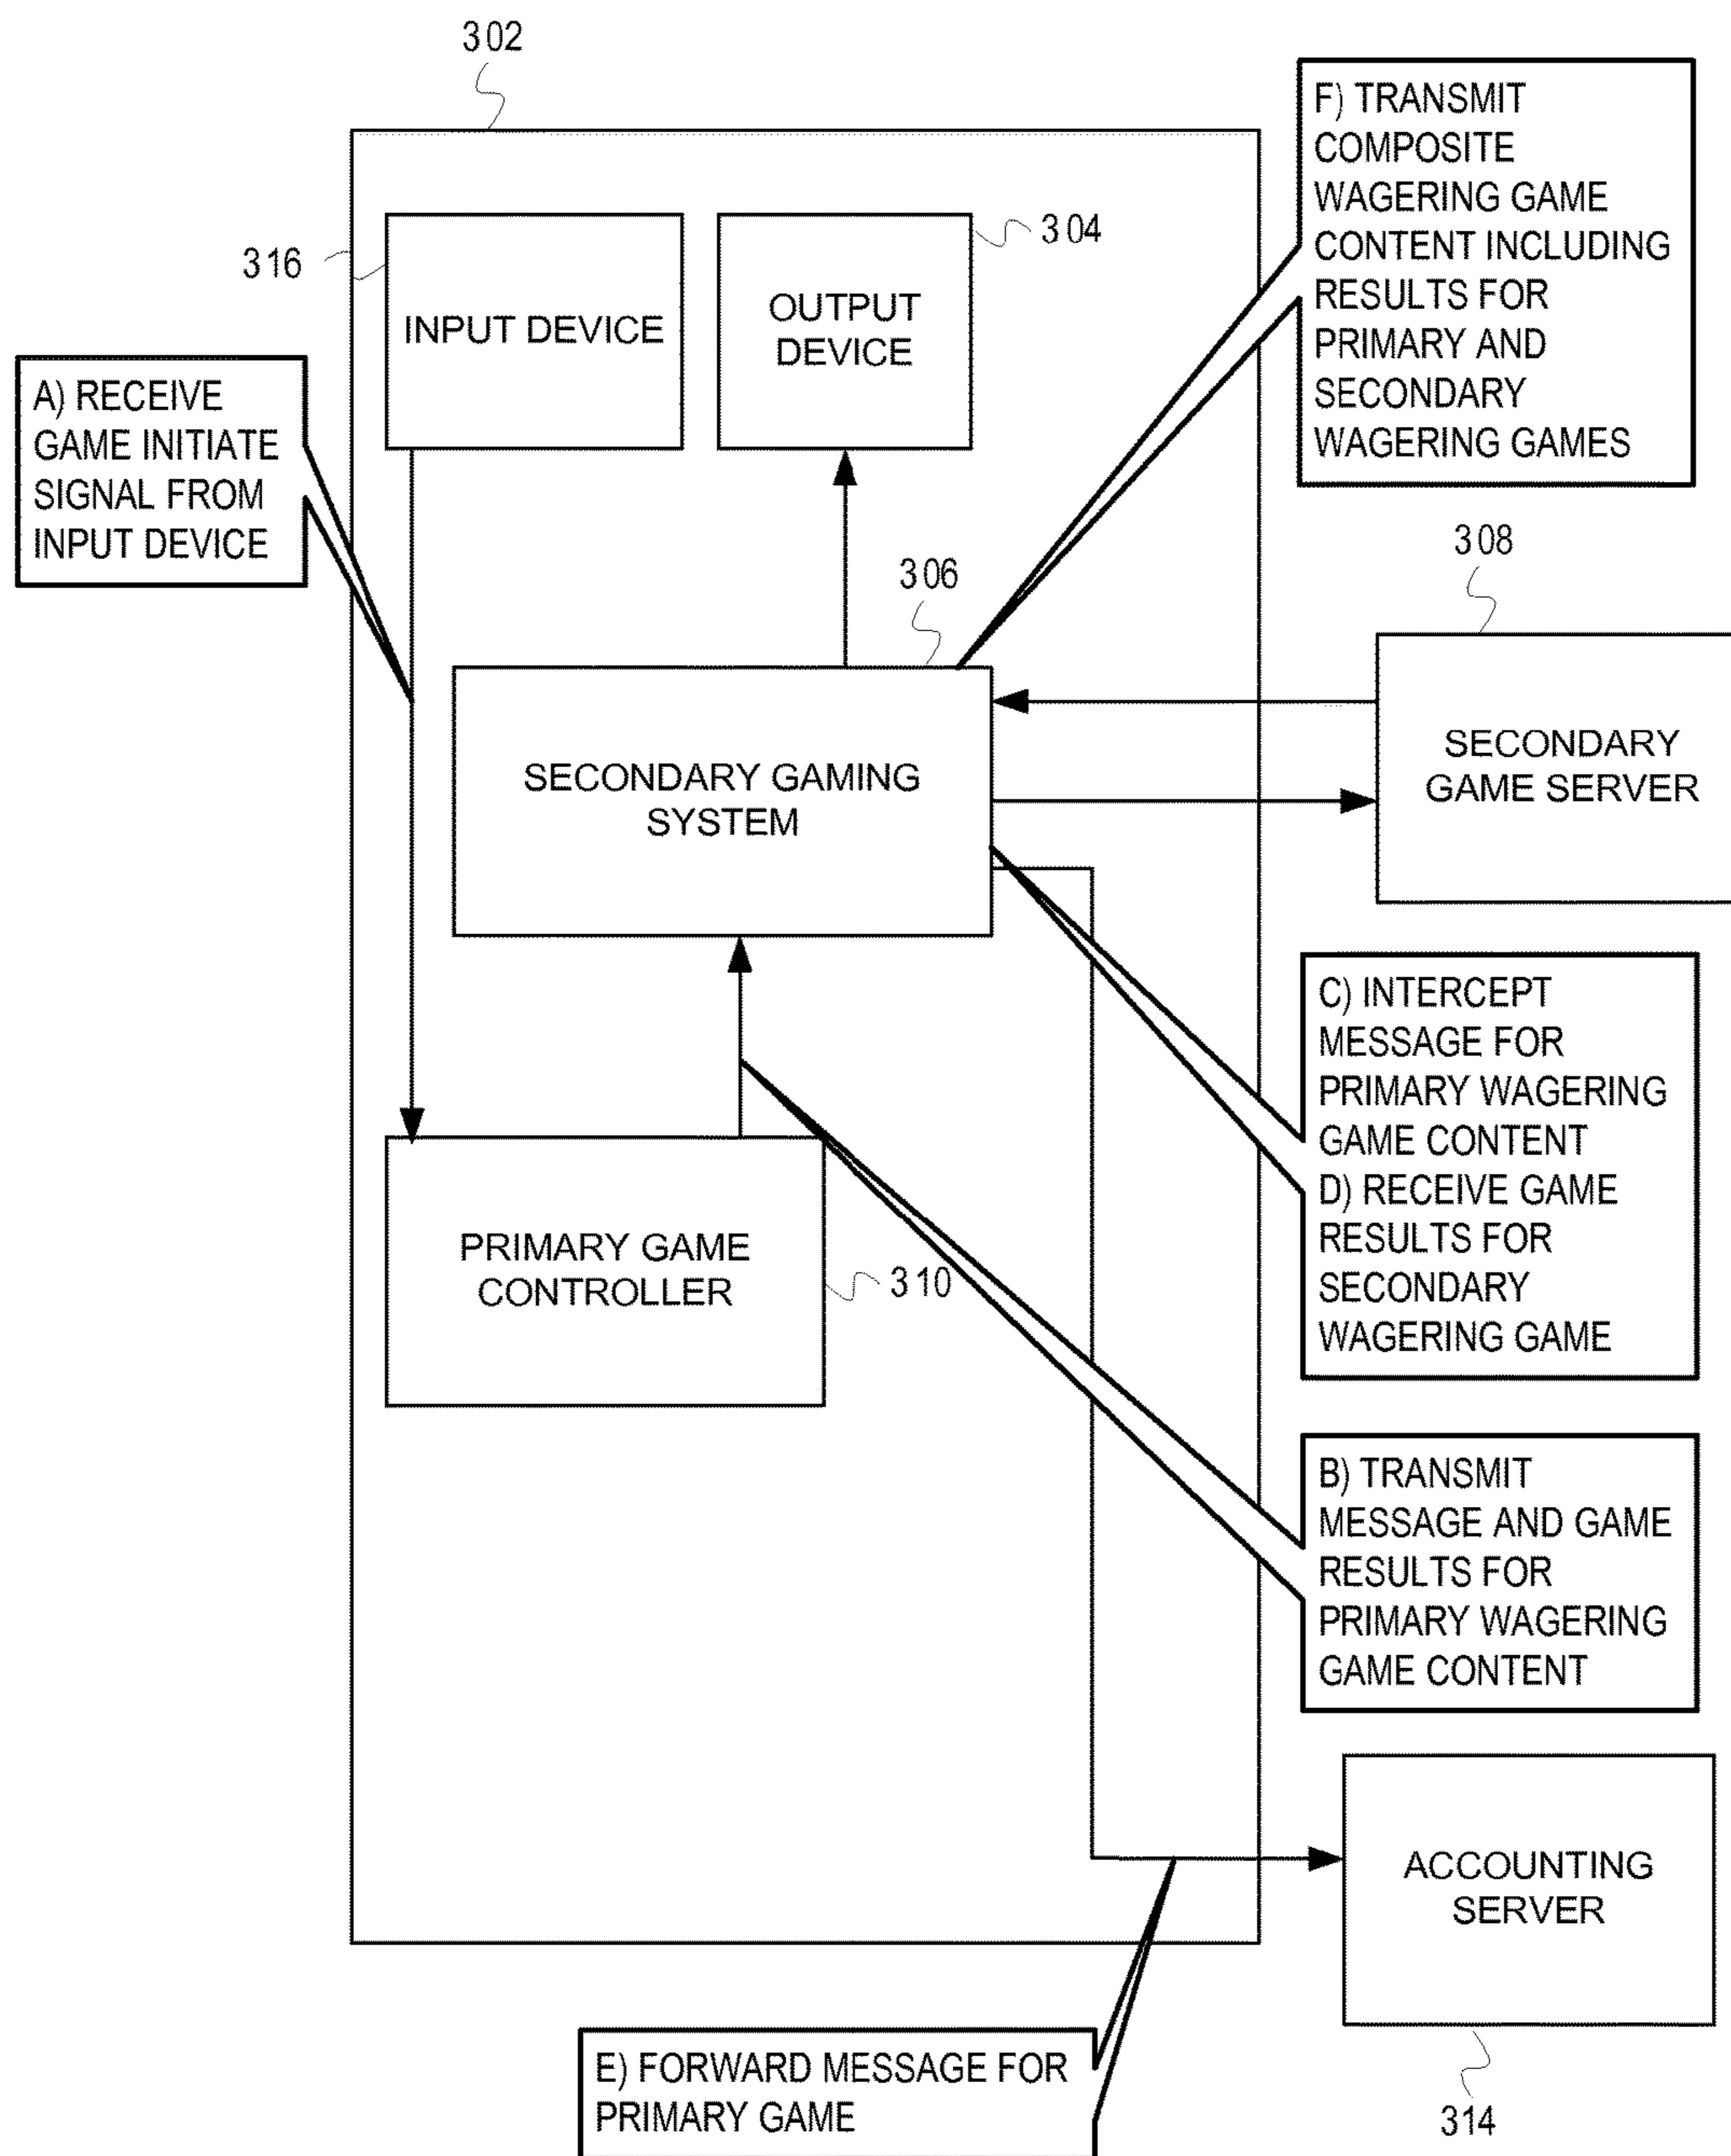 302
F) TRANSMIT
COMPOSITE
WAGERING GAME
CONTENT INCLUDING
RESULTS FOR
PRIMARY AND
SECONDARY
WAGERING GAMES
316
INPUT DEVICE
304
OUTPUT
DEVICE
A) RECEIVE
GAME INITIATE
SIGNAL FROM
INPUT DEVICE
306
308
SECONDARY GAMING
SYSTEM
SECONDARY
GAME SERVER
C) INTERCEPT
MESSAGE FOR
PRIMARY WAGERING
GAME CONTENT
D) RECEIVE GAME
RESULTS FOR
SECONDARY
WAGERING GAME
PRIMARY GAME
CONTROLLER
310
B) TRANSMIT
MESSAGE AND GAME
RESULTS FOR
PRIMARY WAGERING
GAME CONTENT
ACCOUNTING
SERVER
E) FORWARD MESSAGE FOR
PRIMARY GAME
314